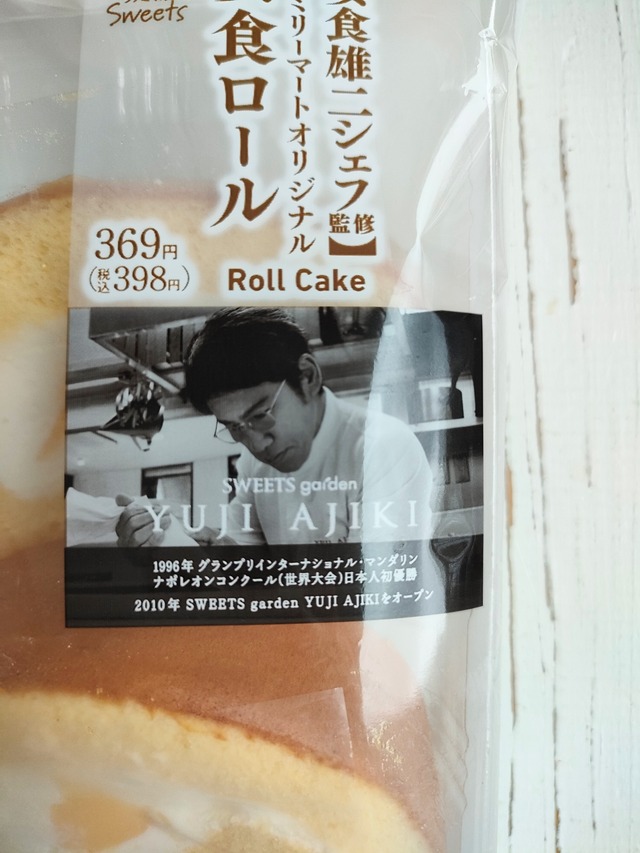 Sweets
食雄二シェフ監修】
ミリーマートオリジナル
食ロール
369円
(税込398円)
Roll Cake
SWEETS garden
YUJI AJIKI
1996年 グランプリインターナショナル・マンダリン
ナポレオンコンクール(世界大会)日本人初優勝
2010年 SWEETS garden YUJI AJIKIをオープン